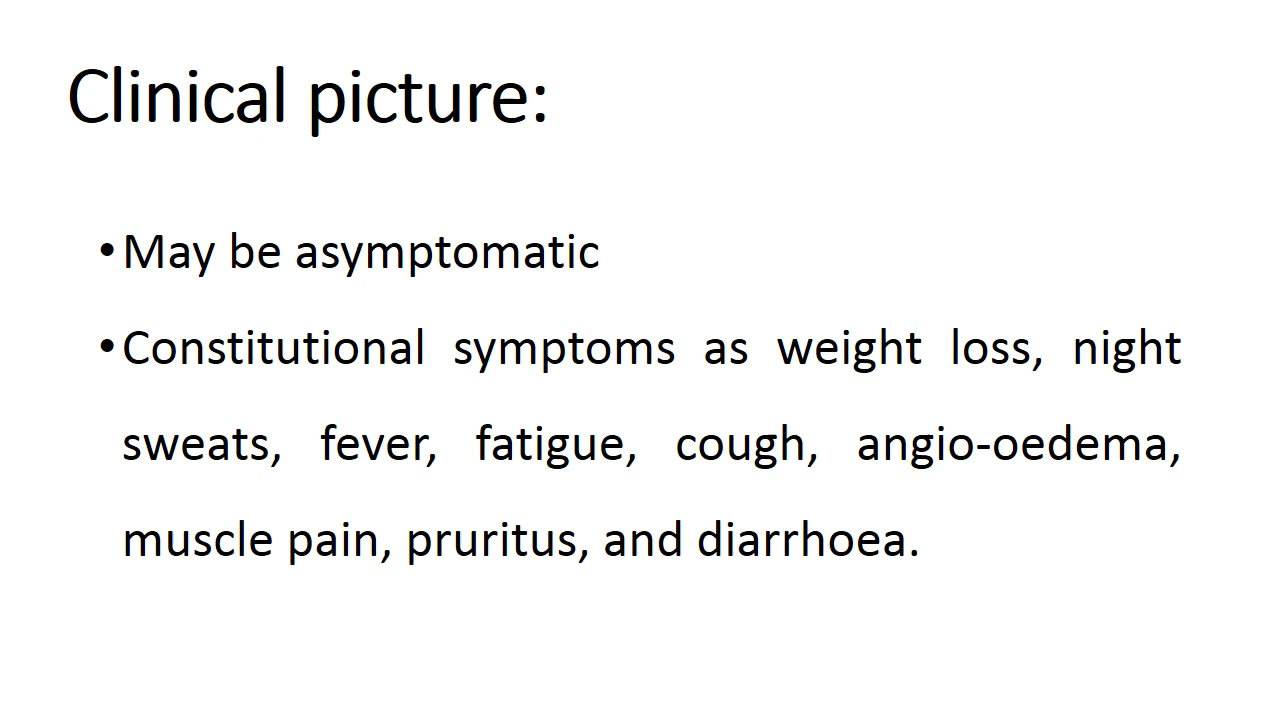 Clinical picture:
•May be asymptomatic
•Constitutional symptoms as weight loss, night
sweats, fever, fatigue, cough, angio-oedema,
muscle pain, pruritus, and diarrhoea.